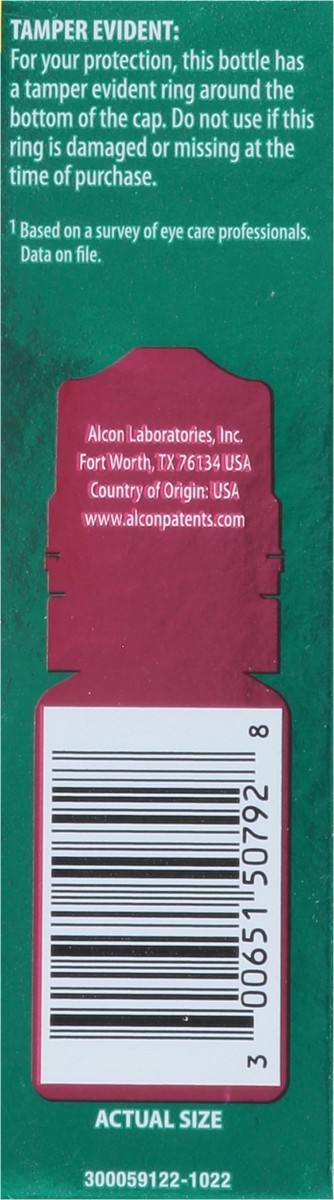 TAMPER EVIDENT:
For your protection, this bottle has
a tamper evident ring around the
bottom of the cap. Do not use if this
ring is damaged or missing at the
time of purchase.
1 Based on a survey of eye care professionals.
Data on file.
Alcon Laboratories, Inc.
Fort Worth, TX 76134 USA
Country of Origin: USA
www.alconpatents.com
3 00651 50792 8
ACTUAL SIZE
300059122-1022